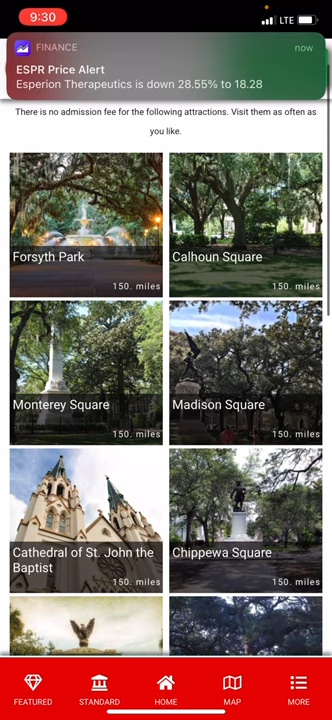 9:30
LTE
FINANCE
now
ESPR Price Alert
Esperion Therapeutics is down 28.55% to 18.28
There is no admission fee for the following attractions. Visit them as often as
you like.
Forsyth Park
150. miles
Calhoun Square
150. miles
Monterey Square
150. miles
Madison Square
150. miles
Cathedral of St. John the
Baptist
150. miles
Chippewa Square
150. miles
FEATURED
STANDARD
HOME
MAP
MORE